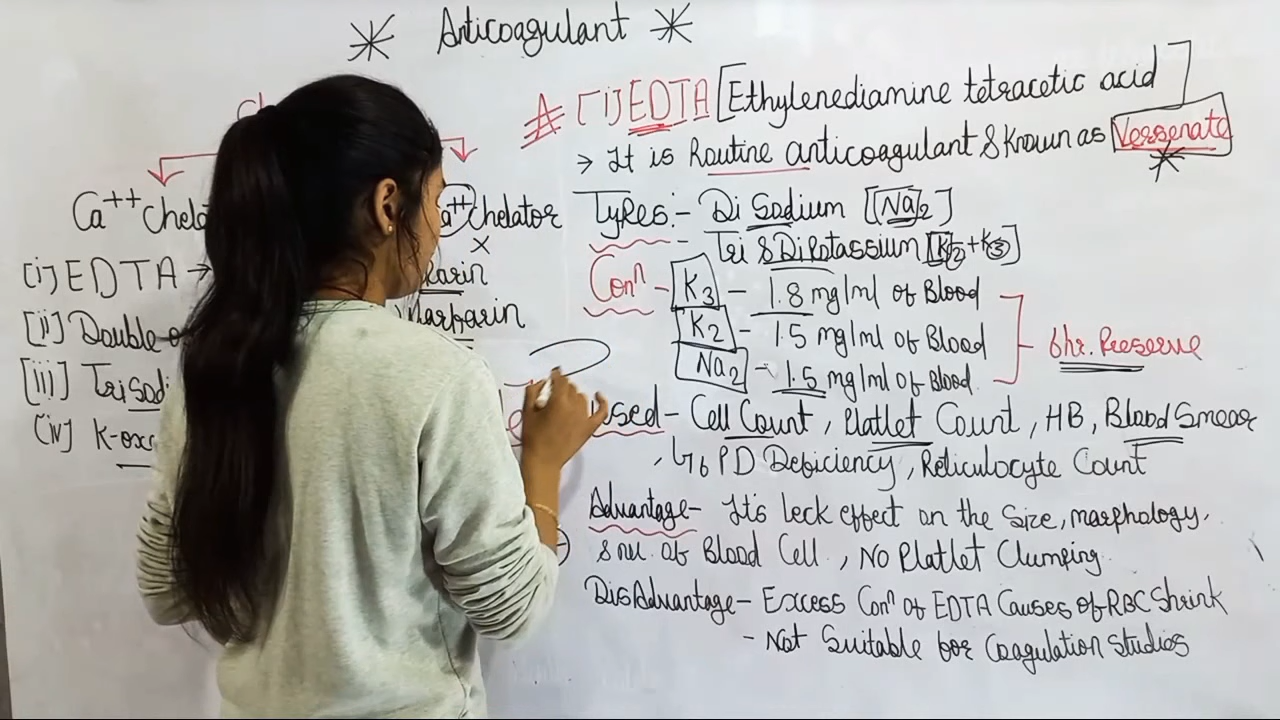 Anticoagulant
Ca++ chela
a++ chelator
(i) EDTA →
[ii] Double
[iii] Tri Sodi
(iv) K-oxa
karin
Warfarin
[i] EDTA [Ethylenediamine tetracetic acid]
→ It is Routine anticoagulant & known as Versenate
Types:- Di Sodium [Na2]
- Tri & Di Potassium [K2 + K3]
Conⁿ - K3 - 1.8 mg/ml of Blood
K2 - 1.5 mg/ml of Blood
Na2 - 1.5 mg/ml of Blood.
6hr. Preserve
used - Cell Count, Platlet Count, HB, Blood Smear
, G6PD Deficiency, Reticulocyte Count
Advantage- It's leck effect on the size, morphology,
& nu. of Blood Cell, No Platlet Clumping.
DisAdvantage- Excess Conⁿ of EDTA Causes of RBC Shrink
- Not Suitable for Coagulation studies